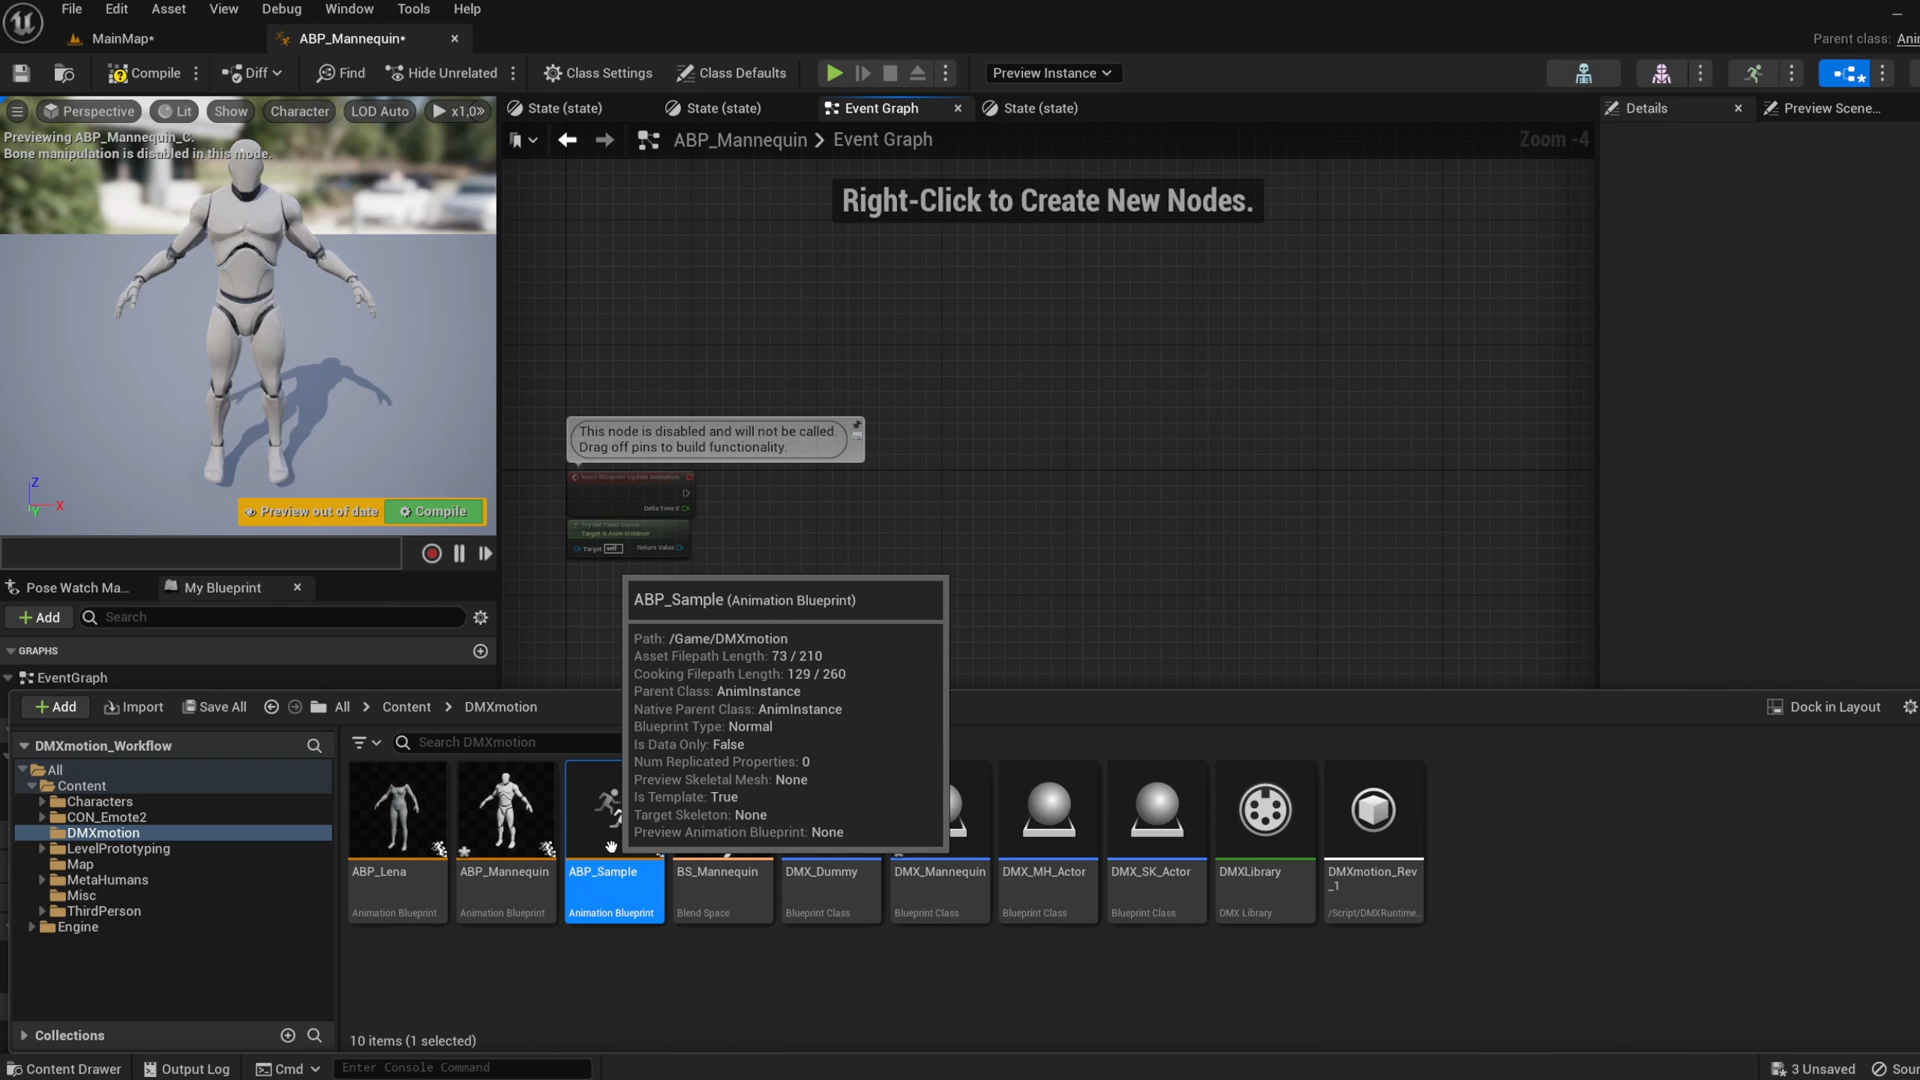 File Edit Asset View Debug Window Tools Help
MainMap* ABP_Mannequin•
Parent class: Ani
Compile Diff Find Hide Unrelated Class Settings Class Defaults Preview Instance
Perspective Lit Show Character LOD Auto x1,0
Previewing ABP_Mannequin_C.
Bone manipulation is disabled in this mode.
State (state) State (state) Event Graph State (state) Details Preview Scene...
ABP_Mannequin Event Graph Zoom -4
Right-Click to Create New Nodes.
This node is disabled and will not be called.
Drag off pins to build functionality.
Event Blueprint Update Animation
Delta Time X
Try Get Pawn Owner
Target is Anim Instance
Target self Return Value
Z
X
Y
Preview out of date Compile
Pose Watch Ma... My Blueprint
Add Search
GRAPHS
EventGraph
ABP_Sample (Animation Blueprint)
Path: /Game/DMXmotion
Asset Filepath Length: 73 / 210
Cooking Filepath Length: 129 / 260
Parent Class: AnimInstance
Native Parent Class: AnimInstance
Blueprint Type: Normal
Is Data Only: False
Num Replicated Properties: 0
Preview Skeletal Mesh: None
Is Template: True
Target Skeleton: None
Preview Animation Blueprint: None
Add Import Save All All Content DMXmotion Dock in Layout
DMXmotion_Workflow
Search DMXmotion
All
Content
Characters
CON_Emote2
DMXmotion
LevelPrototyping
Map
MetaHumans
Misc
ThirdPerson
Engine
Collections
ABP_Lena
Animation Blueprint
ABP_Mannequin
Animation Blueprint
ABP_Sample
Animation Blueprint
BS_Mannequin
Blend Space
DMX_Dummy
Blueprint Class
DMX_Mannequin
Blueprint Class
DMX_MH_Actor
Blueprint Class
DMX_SK_Actor
Blueprint Class
DMXLibrary
DMX Library
DMXmotion_Rev
_1
/Script/DMXRuntime...
10 items (1 selected)
Content Drawer Output Log Cmd Enter Console Command 3 Unsaved Sour